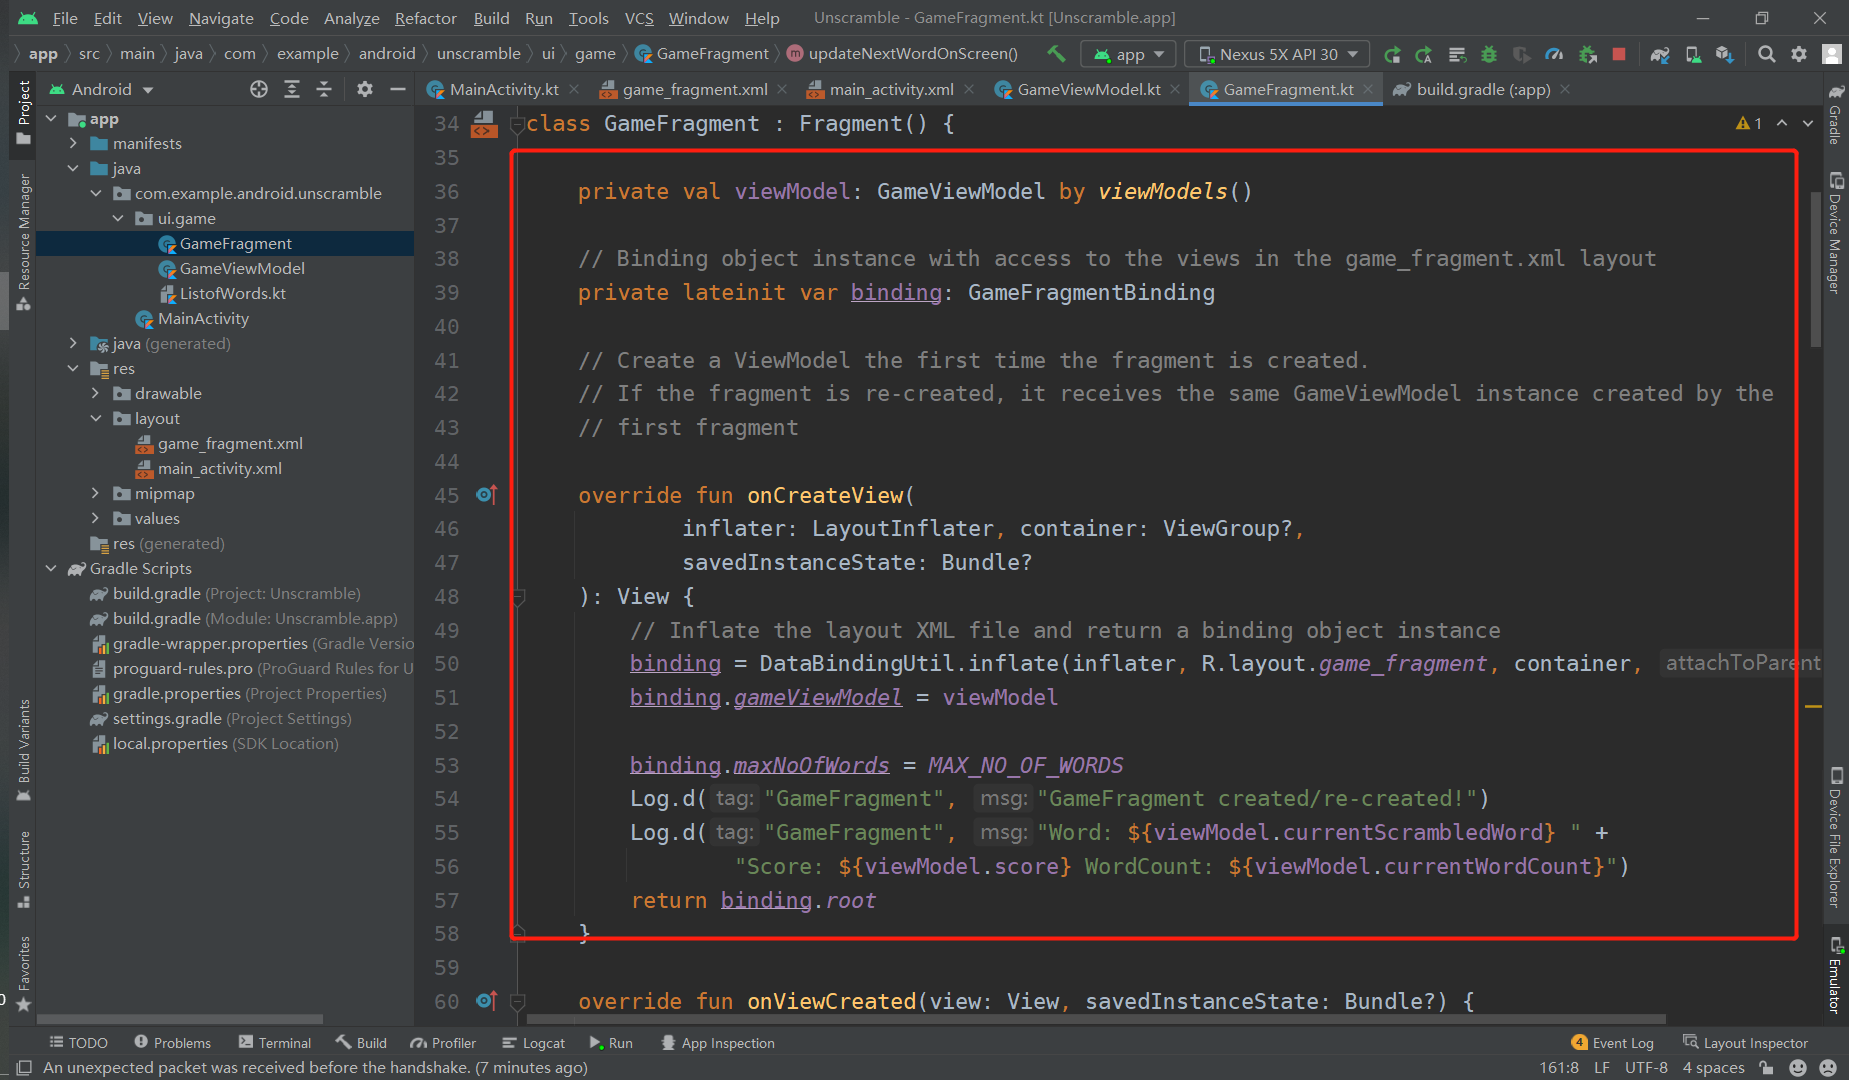 File Edit View Navigate Code Analyze Refactor Build Run Tools VCS Window Help Unscramble - GameFragment.kt [Unscramble.app]
app src main java com example android unscramble ui game GameFragment updateNextWordOnScreen() app Nexus 5X API 30
Android
MainActivity.kt game_fragment.xml main_activity.xml GameViewModel.kt GameFragment.kt build.gradle (:app)
Project
Resource Manager
Build Variants
Structure
Favorites
app
manifests
java
com.example.android.unscramble
ui.game
GameFragment
GameViewModel
ListofWords.kt
MainActivity
java (generated)
res
drawable
layout
game_fragment.xml
main_activity.xml
mipmap
values
res (generated)
Gradle Scripts
build.gradle (Project: Unscramble)
build.gradle (Module: Unscramble.app)
gradle-wrapper.properties (Gradle Versio
proguard-rules.pro (ProGuard Rules for U
gradle.properties (Project Properties)
settings.gradle (Project Settings)
local.properties (SDK Location)
34 class GameFragment : Fragment() { 1
35
36 private val viewModel: GameViewModel by viewModels()
37
38 // Binding object instance with access to the views in the game_fragment.xml layout
39 private lateinit var binding: GameFragmentBinding
40
41 // Create a ViewModel the first time the fragment is created.
42 // If the fragment is re-created, it receives the same GameViewModel instance created by the
43 // first fragment
44
45 override fun onCreateView(
46 inflater: LayoutInflater, container: ViewGroup?,
47 savedInstanceState: Bundle?
48 ): View {
49 // Inflate the layout XML file and return a binding object instance
50 binding = DataBindingUtil.inflate(inflater, R.layout.game_fragment, container, attachToParent
51 binding.gameViewModel = viewModel
52
53 binding.maxNoOfWords = MAX_NO_OF_WORDS
54 Log.d( tag: "GameFragment", msg: "GameFragment created/re-created!")
55 Log.d( tag: "GameFragment", msg: "Word: ${viewModel.currentScrambledWord} " +
56 "Score: ${viewModel.score} WordCount: ${viewModel.currentWordCount}")
57 return binding.root
58 }
59
60 override fun onViewCreated(view: View, savedInstanceState: Bundle?) {
Gradle
Device Manager
Device File Explorer
Emulator
TODO Problems Terminal Build Profiler Logcat Run App Inspection 4 Event Log Layout Inspector
An unexpected packet was received before the handshake. (7 minutes ago) 161:8 LF UTF-8 4 spaces